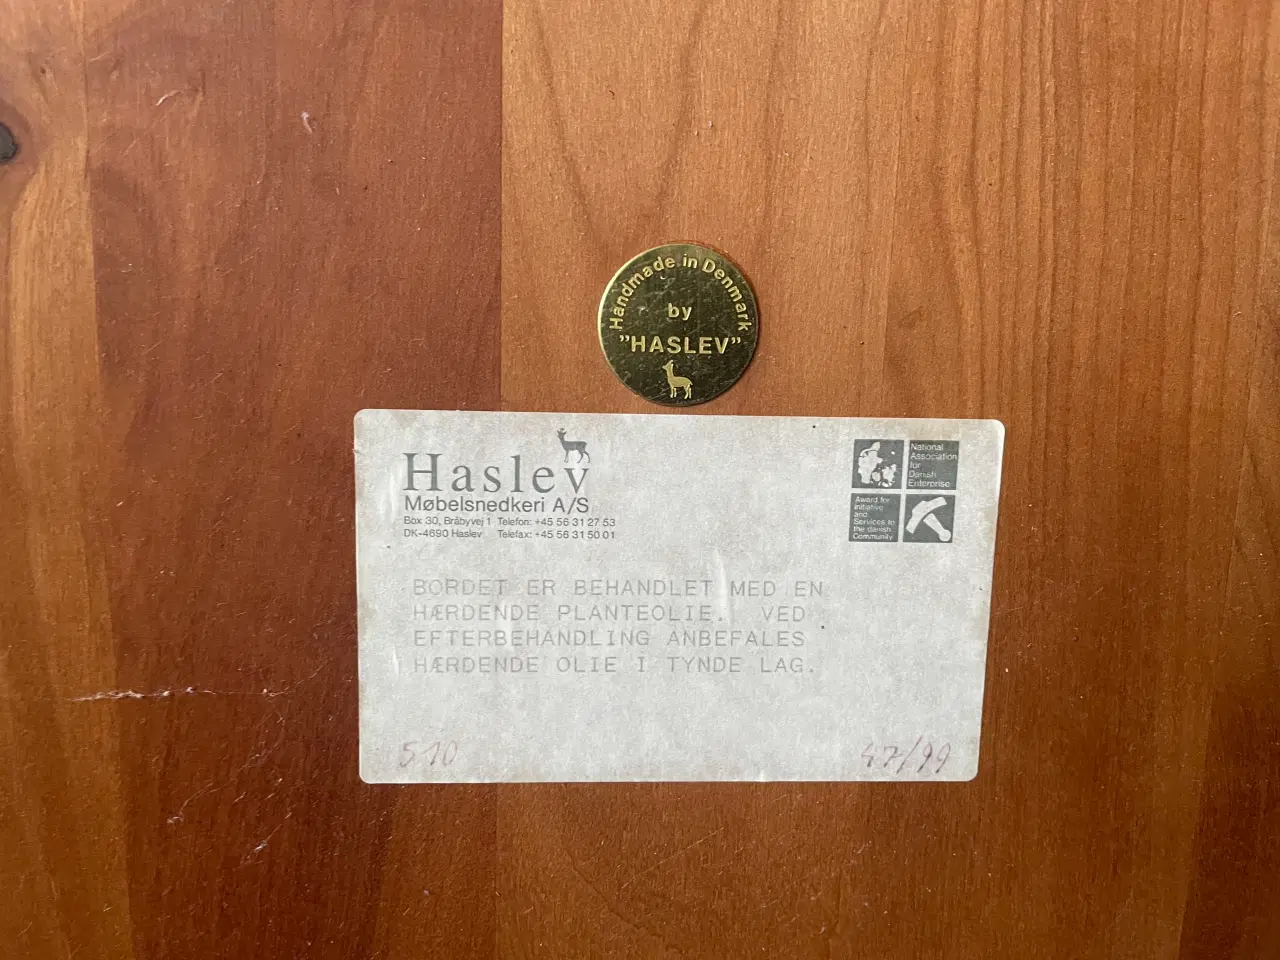 Handmade in Denmark
by
"HASLEV"
Haslev
Møbelsnedkeri A/S
Box 30, Bråbyvej 1 Telefon: +45 56 31 27 53
DK-4690 Haslev Telefax: +45 56 31 50 01
National
Association
for
Danish
Enterprise
Award for
initiative
and
Services to
the danish
Community
BORDET ER BEHANDLET MED EN
HÆRDENDE PLANTEOLIE. VED
EFTERBEHANDLING ANBEFALES
HÆRDENDE OLIE I TYNDE LAG.
510
47/99